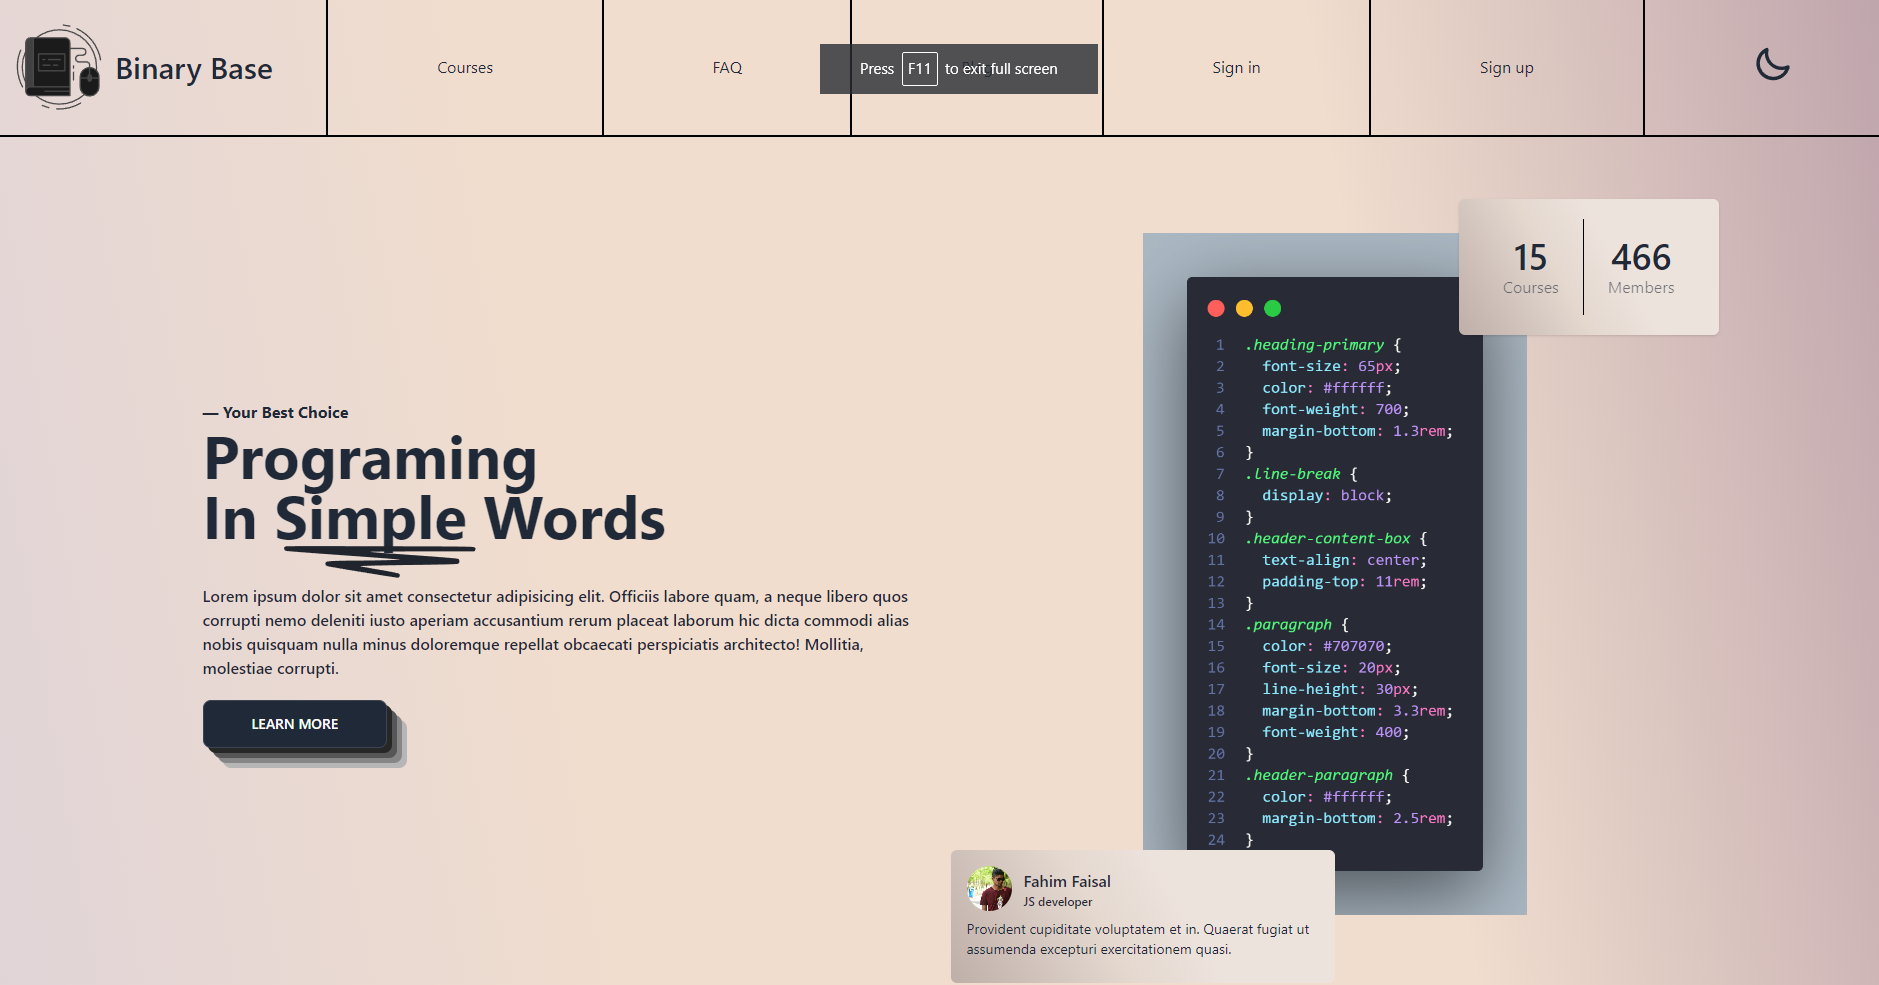 Binary Base
Courses
FAQ
Press F11 to exit full screen
Sign in
Sign up
15
Courses
466
Members
— Your Best Choice
Programing
In Simple Words
Lorem ipsum dolor sit amet consectetur adipisicing elit. Officiis labore quam, a neque libero quos
corrupti nemo deleniti iusto aperiam accusantium rerum placeat laborum hic dicta commodi alias
nobis quisquam nulla minus doloremque repellat obcaecati perspiciatis architecto! Mollitia,
molestiae corrupti.
LEARN MORE
1 .heading-primary {
2 font-size: 65px;
3 color: #ffffff;
4 font-weight: 700;
5 margin-bottom: 1.3rem;
6 }
7 .line-break {
8 display: block;
9 }
10 .header-content-box {
11 text-align: center;
12 padding-top: 11rem;
13 }
14 .paragraph {
15 color: #707070;
16 font-size: 20px;
17 line-height: 30px;
18 margin-bottom: 3.3rem;
19 font-weight: 400;
20 }
21 .header-paragraph {
22 color: #ffffff;
23 margin-bottom: 2.5rem;
24 }
Fahim Faisal
JS developer
Provident cupiditate voluptatem et in. Quaerat fugiat ut
assumenda excepturi exercitationem quasi.